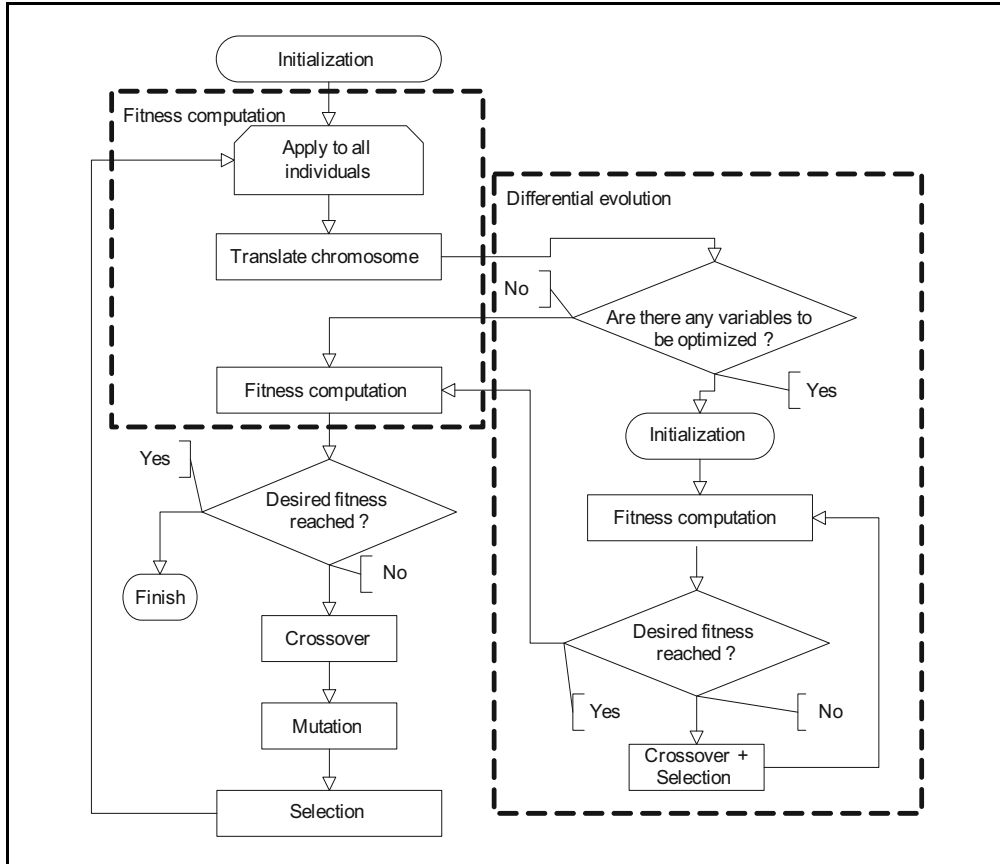 Initialization
Fitness computation
Apply to all
individuals
Differential evolution
Translate chromosome
No
Are there any variables to
be optimized ?
Fitness computation
Yes
Initialization
Yes
Desired fitness
reached ?
Fitness computation
No
Finish
Crossover
Desired fitness
reached ?
Mutation
Yes
No
Crossover +
Selection
Selection